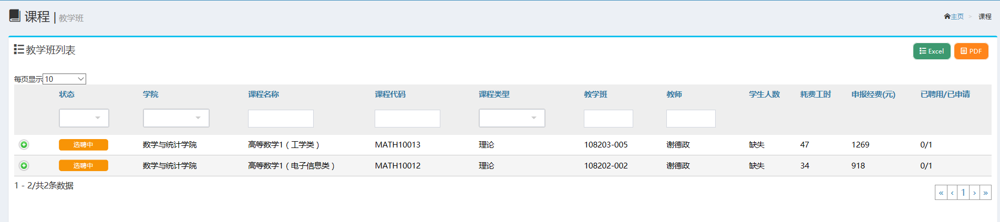 课程 | 教学班
主页 > 课程
教学班列表
Excel PDF
每页显示 10
状态 学院 课程名称 课程代码 课程类型 教学班 教师 学生人数 耗费工时 申报经费(元) 已聘用/已申请
选聘中 数学与统计学院 高等数学1（工学类） MATH10013 理论 108203-005 谢德政 缺失 47 1269 0/1
选聘中 数学与统计学院 高等数学1（电子信息类） MATH10012 理论 108202-002 谢德政 缺失 34 918 0/1
1 - 2/共2条数据
« ‹ 1 › »